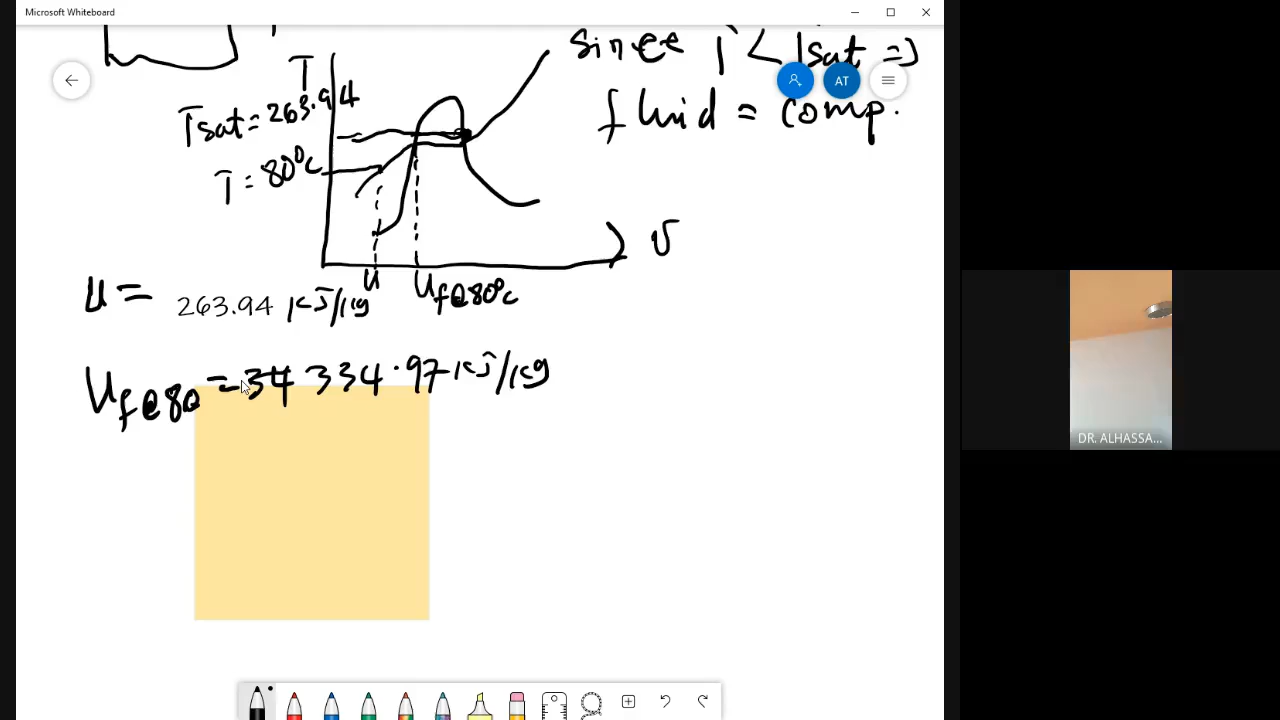 Microsoft Whiteboard
since T < Tsat =>
fluid = comp.
AT
T
Tsat = 263.94
T = 80°c
v
u
Uf@80°c
u = 263.94 KJ/kg
Uf@80 = 34 334.97 KJ/kg
DR. ALHASSA...